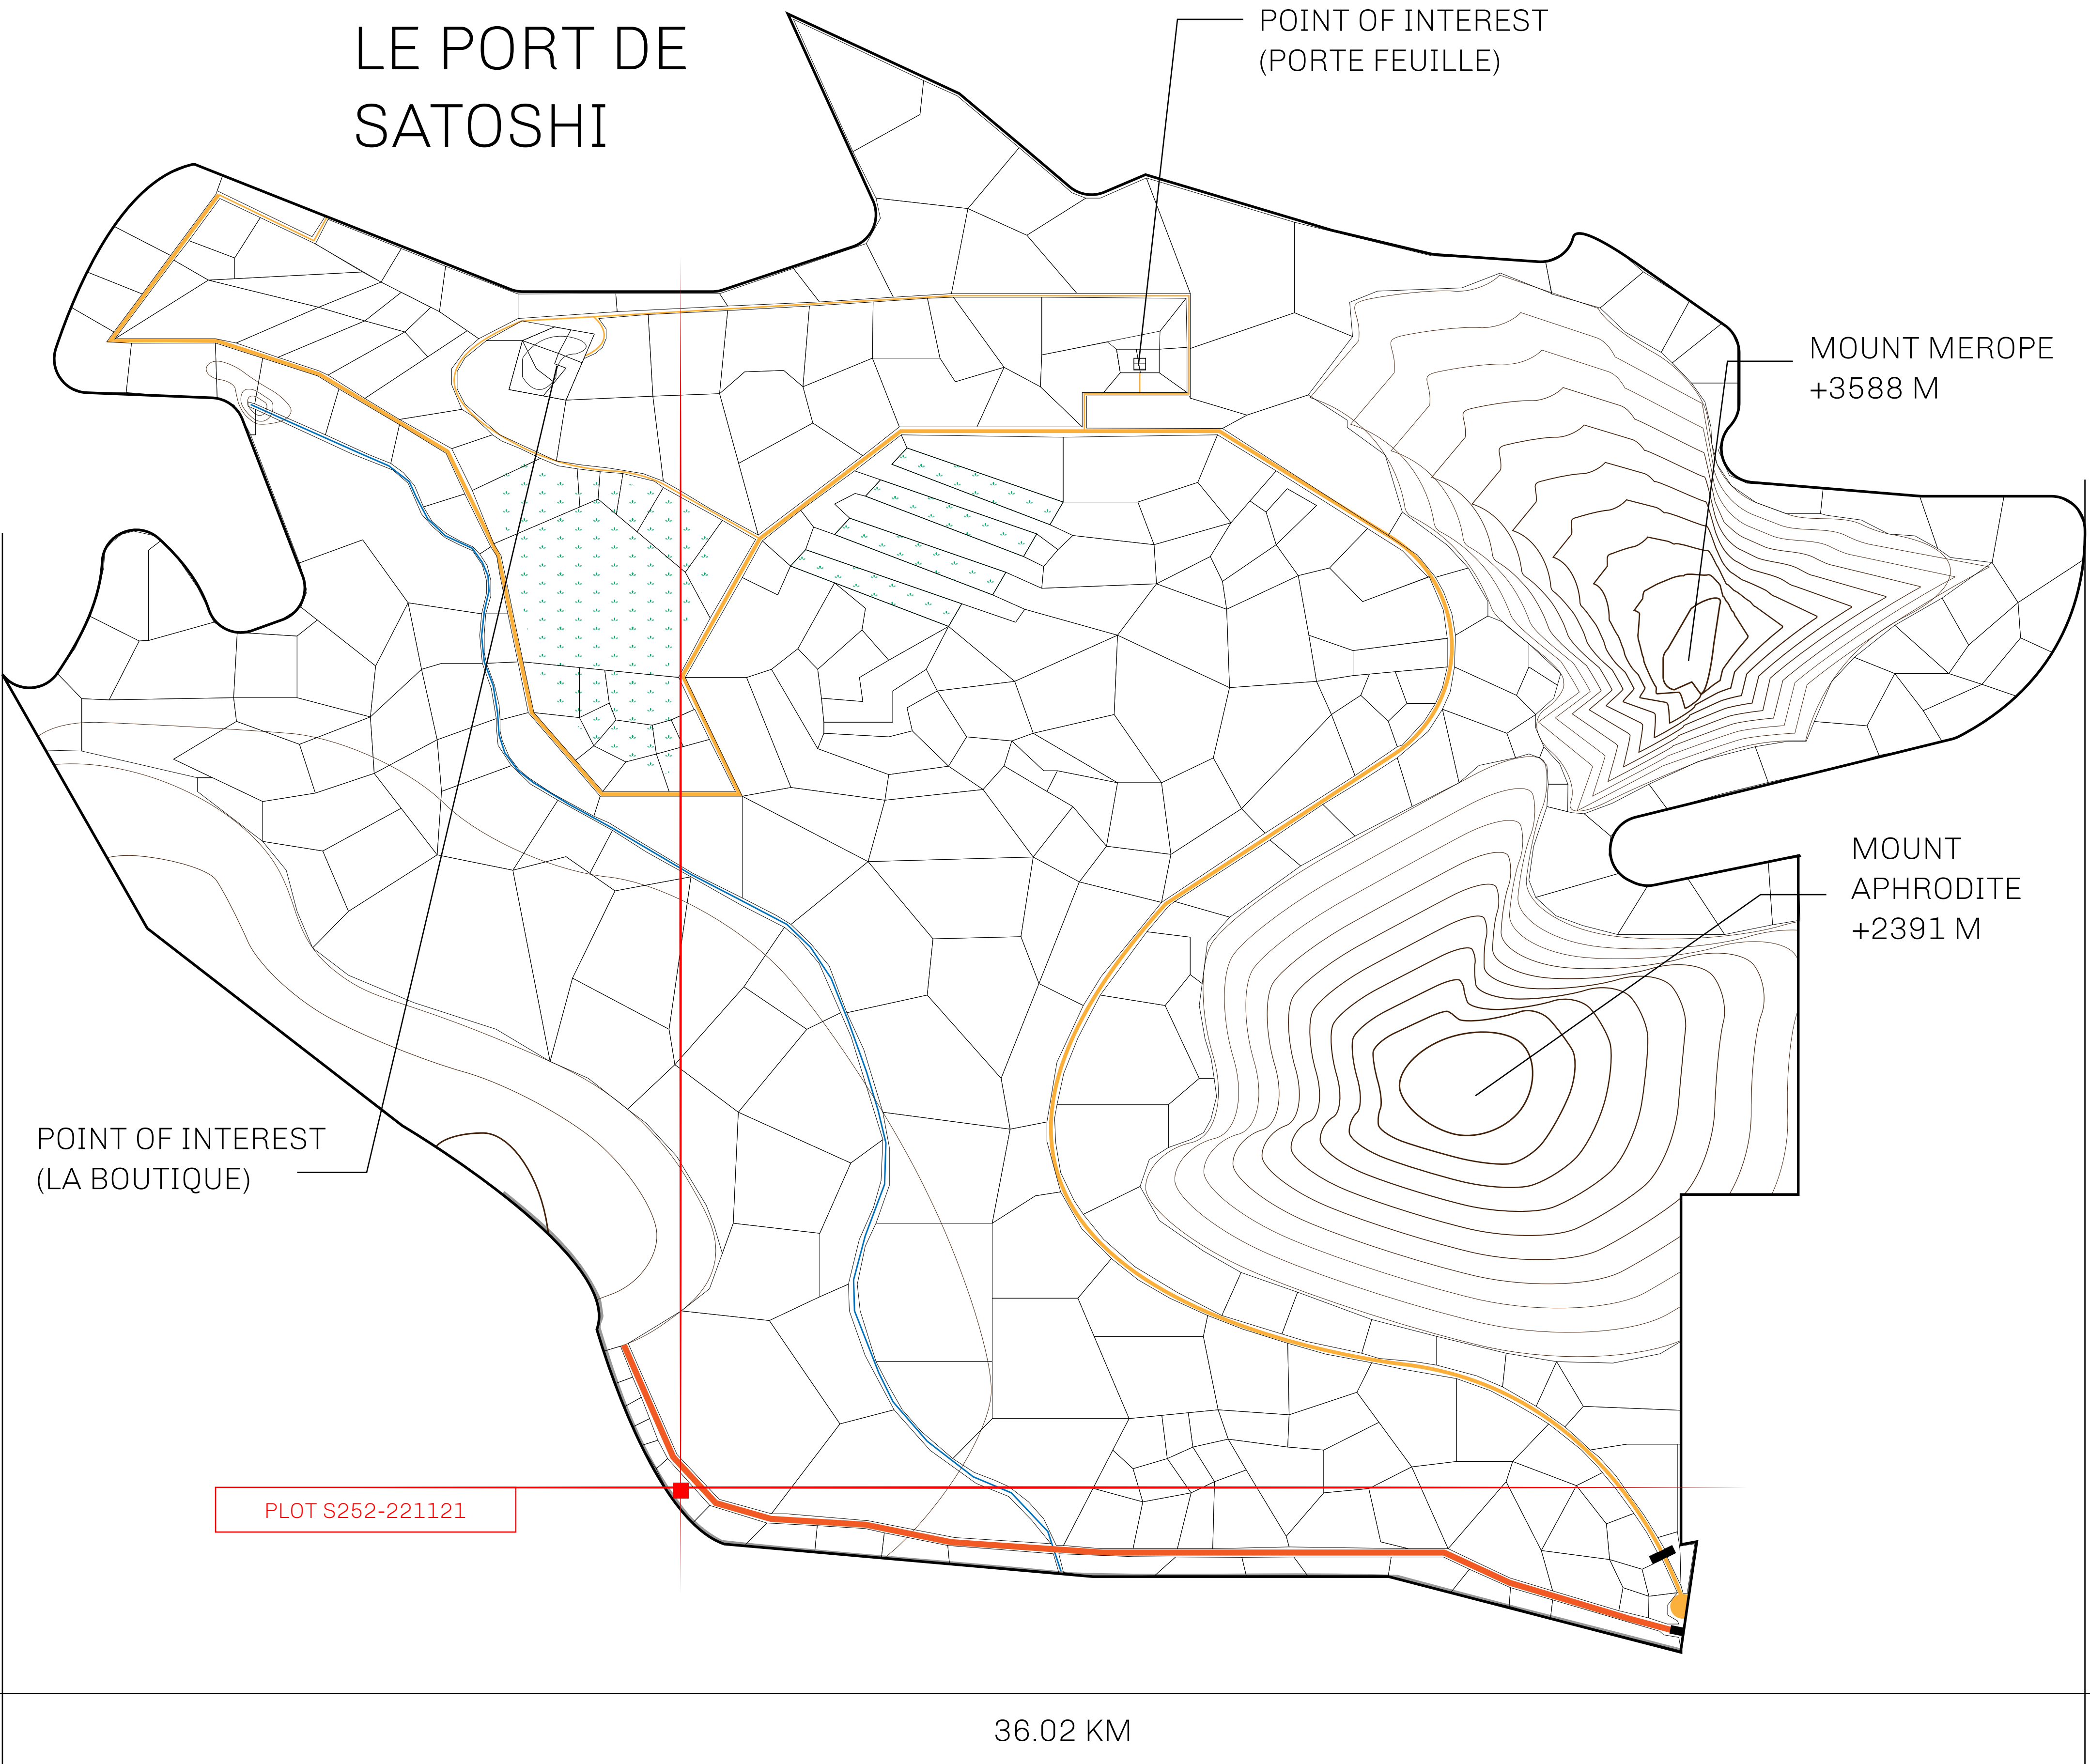 LE PORT DE
SATOSHI
POINT OF INTEREST
(PORTE FEUILLE)
MOUNT MEROPE
+3588 M
MOUNT
APHRODITE
+2391 M
POINT OF INTEREST
(LA BOUTIQUE)
PLOT S252-221121
36.02 KM